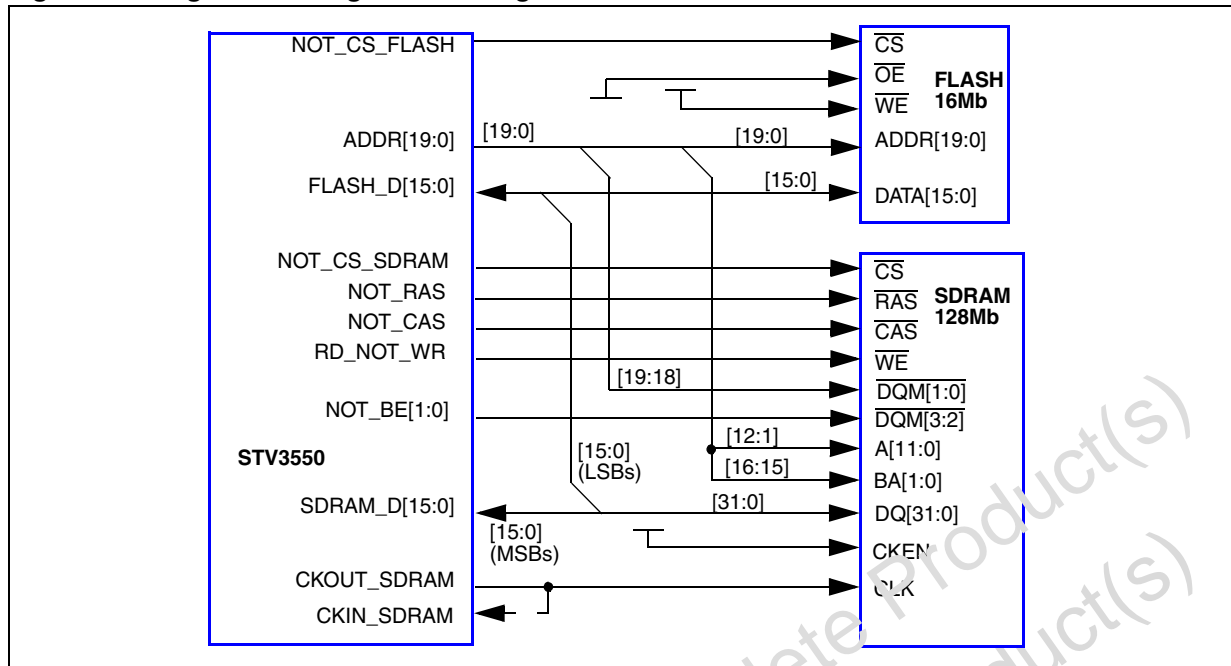 NOT_CS_FLASH
ADDR[19:0]
FLASH_D[15:0]
NOT_CS_SDRAM
NOT_RAS
NOT_CAS
RD_NOT_WR
NOT_BE[1:0]
STV3550
SDRAM_D[15:0]
CKOUT_SDRAM
CKIN_SDRAM
[19:0]
[19:0]
[15:0]
[19:18]
[12:1]
[16:15]
[15:0]
(LSBs)
[31:0]
[15:0]
(MSBs)
CS
OE
WE
FLASH
16Mb
ADDR[19:0]
DATA[15:0]
CS
RAS
CAS
WE
SDRAM
128Mb
DQM[1:0]
DQM[3:2]
A[11:0]
BA[1:0]
DQ[31:0]
CKEN
CLK
Product(s)